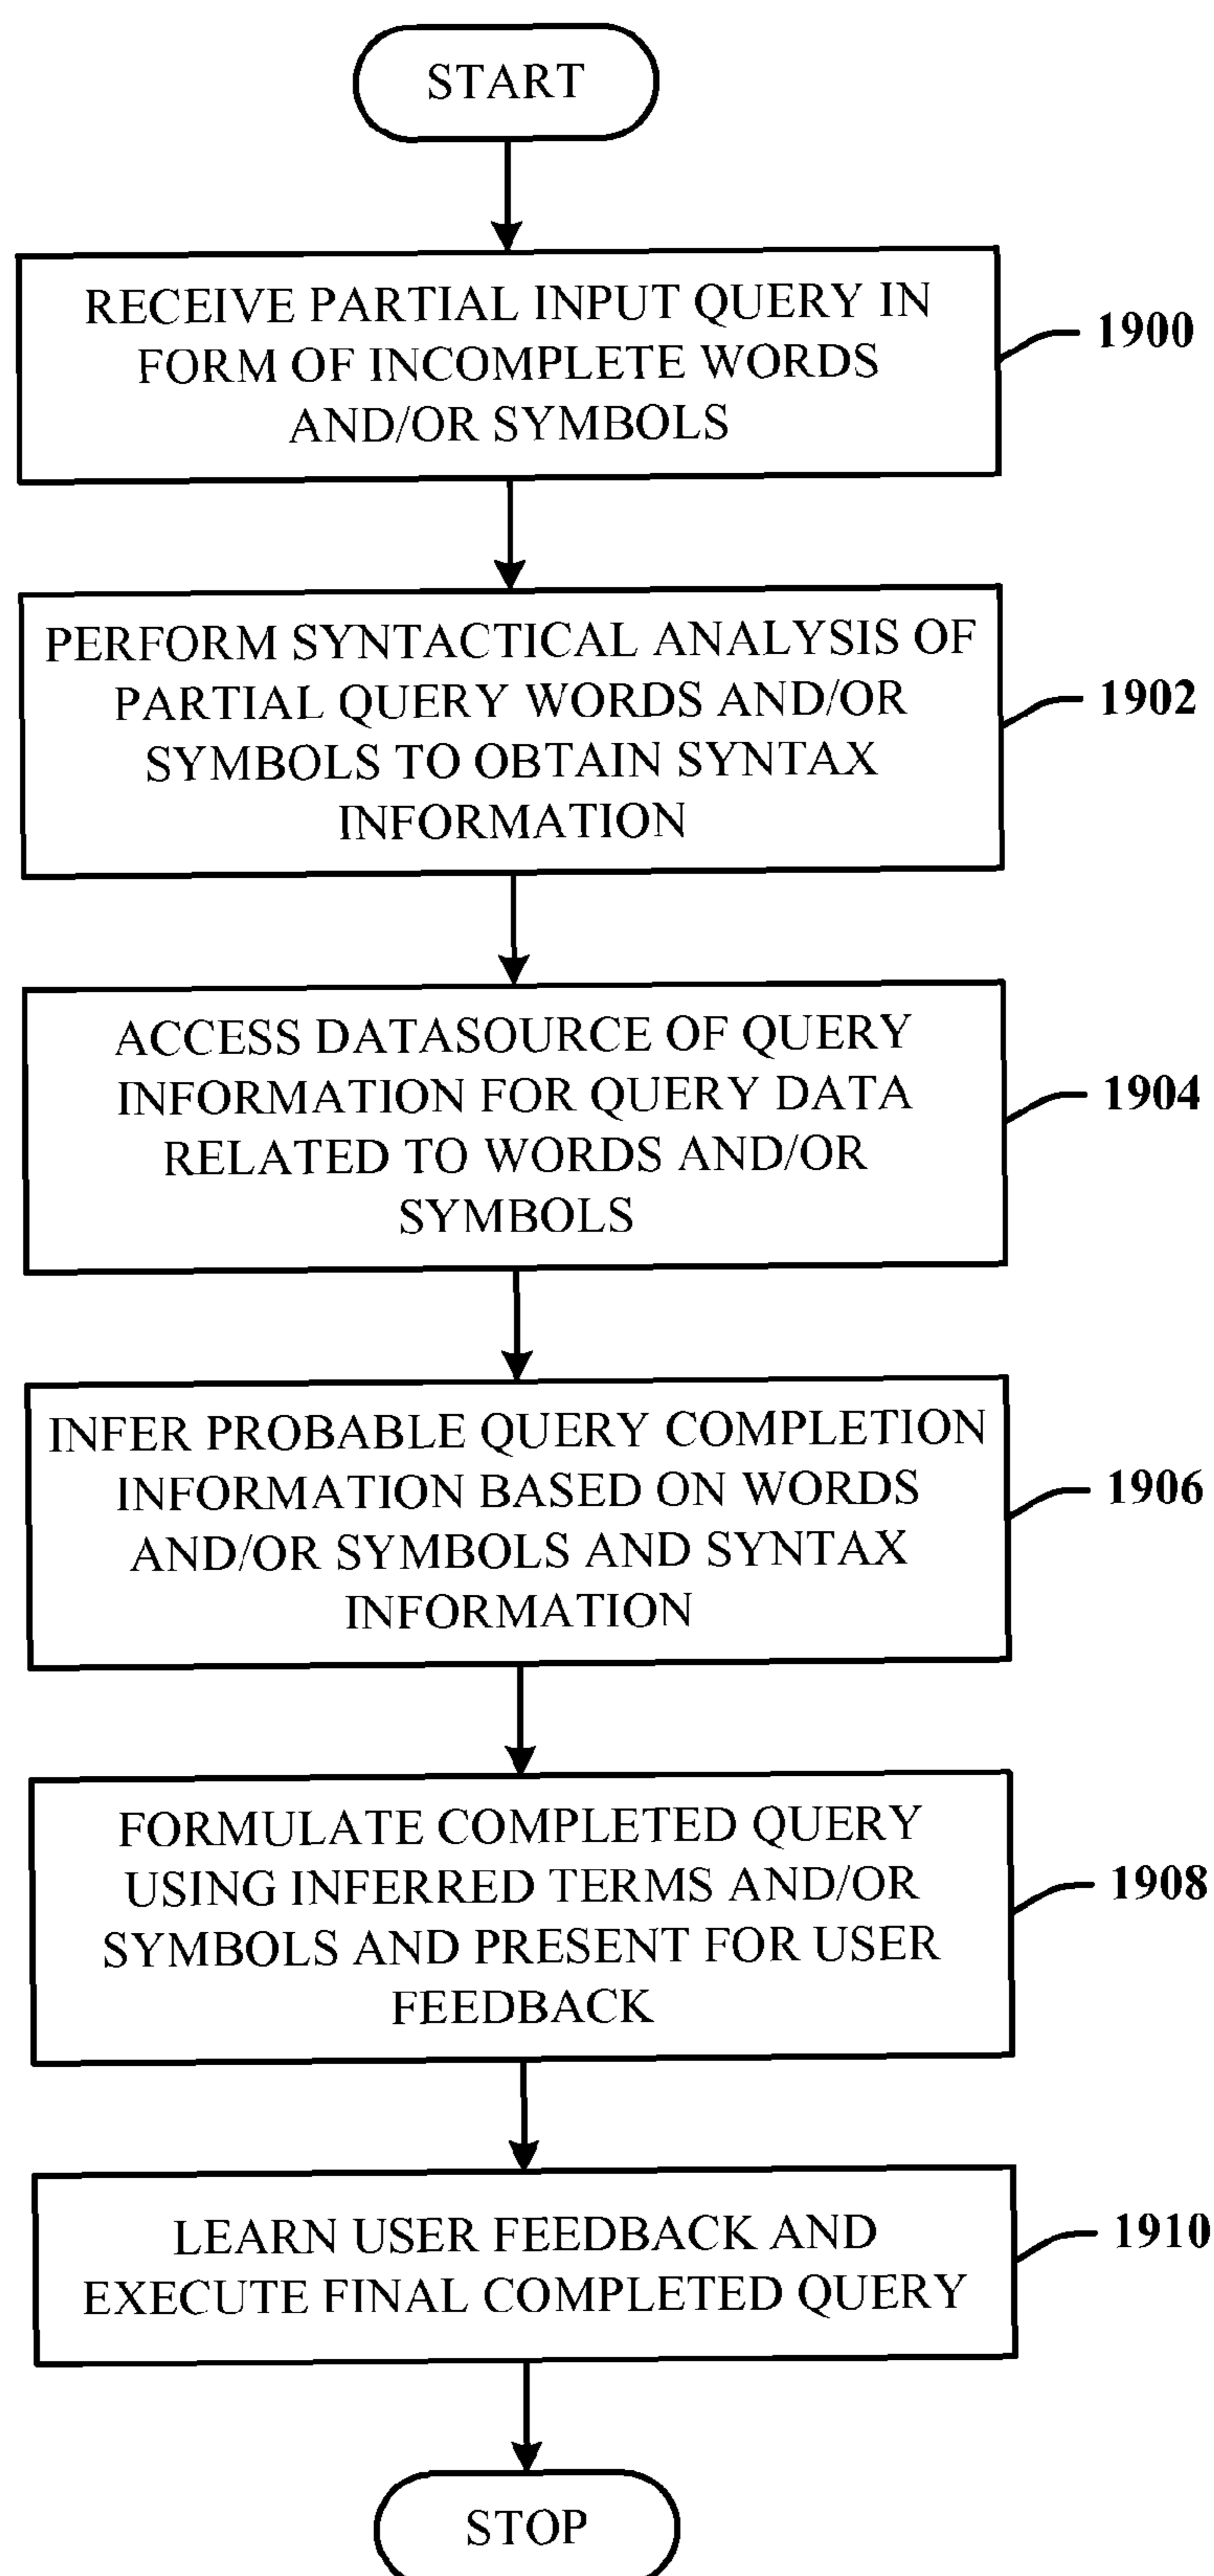 START
RECEIVE PARTIAL INPUT QUERY IN
FORM OF INCOMPLETE WORDS
AND/OR SYMBOLS
1900
PERFORM SYNTACTICAL ANALYSIS OF
PARTIAL QUERY WORDS AND/OR
SYMBOLS TO OBTAIN SYNTAX
INFORMATION
1902
ACCESS DATASOURCE OF QUERY
INFORMATION FOR QUERY DATA
RELATED TO WORDS AND/OR
SYMBOLS
1904
INFER PROBABLE QUERY COMPLETION
INFORMATION BASED ON WORDS
AND/OR SYMBOLS AND SYNTAX
INFORMATION
1906
FORMULATE COMPLETED QUERY
USING INFERRED TERMS AND/OR
SYMBOLS AND PRESENT FOR USER
FEEDBACK
1908
LEARN USER FEEDBACK AND
EXECUTE FINAL COMPLETED QUERY
1910
STOP